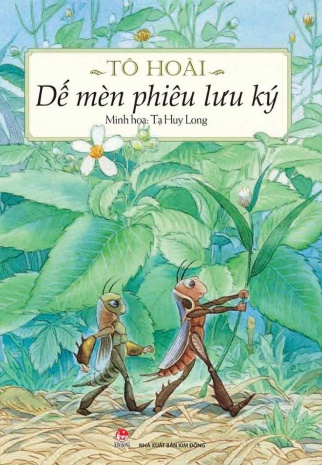 TÔ HOÀI
Dế mèn phiêu lưu ký
Minh họa: Tạ Huy Long
NHÀ XUẤT BẢN KIM ĐỒNG